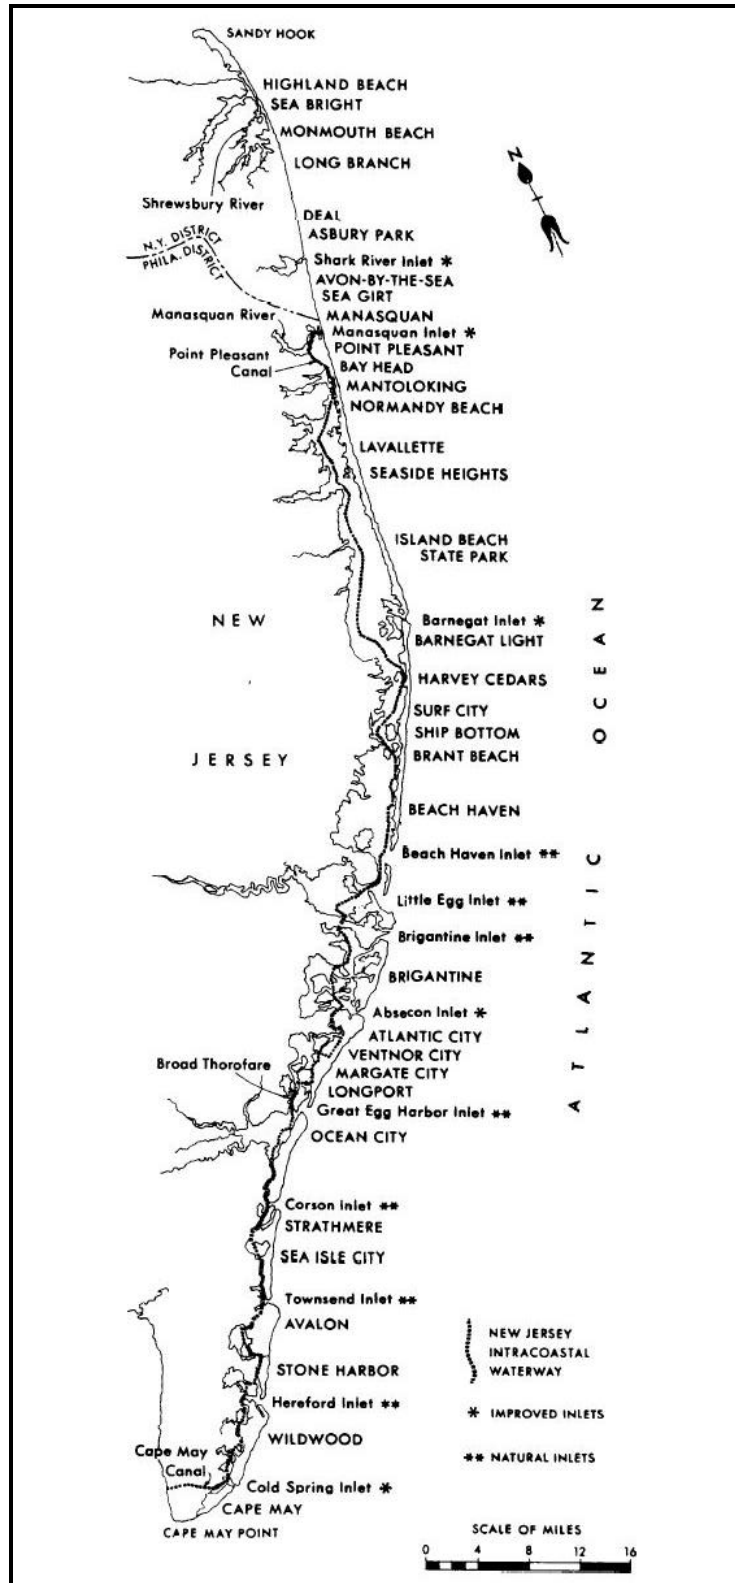 SANDY HOOK
HIGHLAND BEACH
SEA BRIGHT
MONMOUTH BEACH
LONG BRANCH
Shrewsbury River
N
DEAL
ASBURY PARK
N.Y. DISTRICT
PHILA. DISTRICT
Shark River Inlet *
AVON-BY-THE-SEA
SEA GIRT
MANASQUAN
Manasquan River
Manasquan Inlet *
POINT PLEASANT
Point Pleasant
Canal
BAY HEAD
MANTOLOKING
NORMANDY BEACH
LAVALLETTE
SEASIDE HEIGHTS
ISLAND BEACH
STATE PARK
NEW
JERSEY
Barnegat Inlet *
BARNEGAT LIGHT
HARVEY CEDARS
SURF CITY
SHIP BOTTOM
BRANT BEACH
BEACH HAVEN
ATLANTIC OCEAN
Beach Haven Inlet **
Little Egg Inlet **
Brigantine Inlet **
BRIGANTINE
Absecon Inlet *
ATLANTIC CITY
VENTNOR CITY
Broad Thorofare
MARGATE CITY
LONGPORT
Great Egg Harbor Inlet **
OCEAN CITY
Corson Inlet **
STRATHMERE
SEA ISLE CITY
Townsend Inlet **
AVALON
STONE HARBOR
Hereford Inlet **
WILDWOOD
Cape May
Canal
Cold Spring Inlet *
CAPE MAY
CAPE MAY POINT
NEW JERSEY
INTRACOASTAL
WATERWAY
* IMPROVED INLETS
** NATURAL INLETS
SCALE OF MILES
0 4 8 12 16